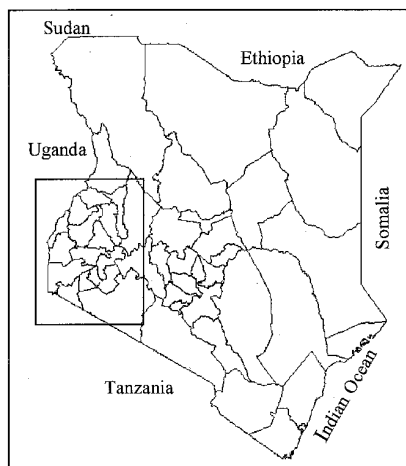 Sudan
Ethiopia
Uganda
Somalia
Tanzania
Indian Ocean